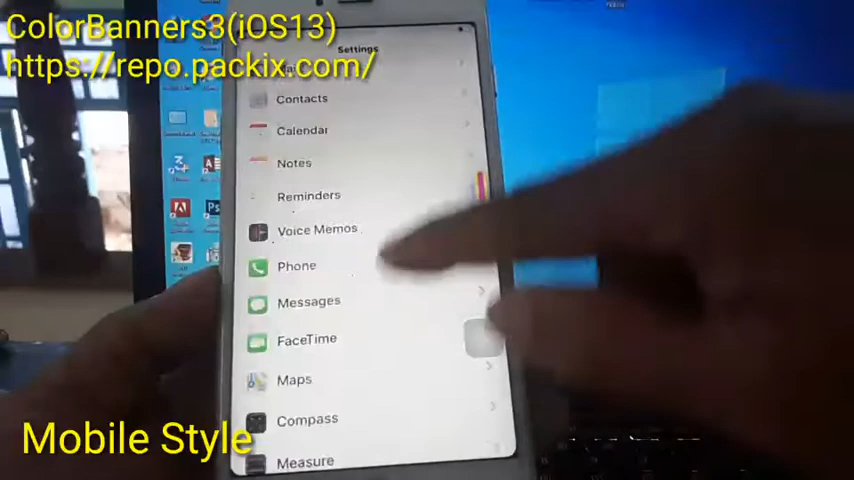 ColorBanners3(iOS13)
https://repo.packix.com/
Settings
Contacts
Calendar
Notes
Reminders
Voice Memos
Phone
Messages
FaceTime
Maps
Compass
Measure
Mobile Style